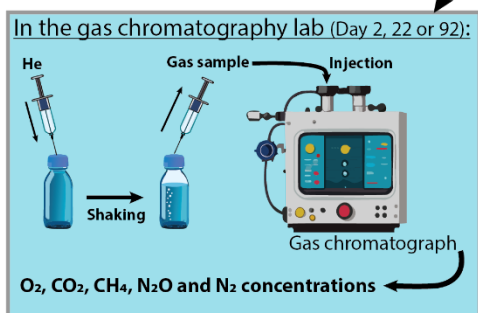 In the gas chromatography lab (Day 2, 22 or 92):
He
Gas sample
Injection
Shaking
Gas chromatograph
O₂, CO₂, CH₄, N₂O and N₂ concentrations